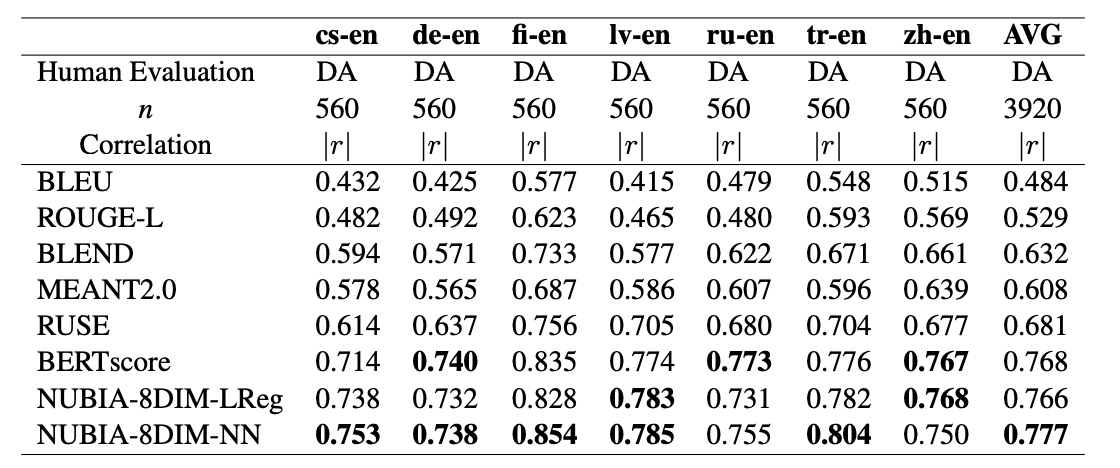 cs-en de-en fi-en lv-en ru-en tr-en zh-en AVG
Human Evaluation DA DA DA DA DA DA DA DA
n 560 560 560 560 560 560 560 3920
Correlation |r| |r| |r| |r| |r| |r| |r| |r|
BLEU 0.432 0.425 0.577 0.415 0.479 0.548 0.515 0.484
ROUGE-L 0.482 0.492 0.623 0.465 0.480 0.593 0.569 0.529
BLEND 0.594 0.571 0.733 0.577 0.622 0.671 0.661 0.632
MEANT2.0 0.578 0.565 0.687 0.586 0.607 0.596 0.639 0.608
RUSE 0.614 0.637 0.756 0.705 0.680 0.704 0.677 0.681
BERTscore 0.714 0.740 0.835 0.774 0.773 0.776 0.767 0.768
NUBIA-8DIM-LReg 0.738 0.732 0.828 0.783 0.731 0.782 0.768 0.766
NUBIA-8DIM-NN 0.753 0.738 0.854 0.785 0.755 0.804 0.750 0.777